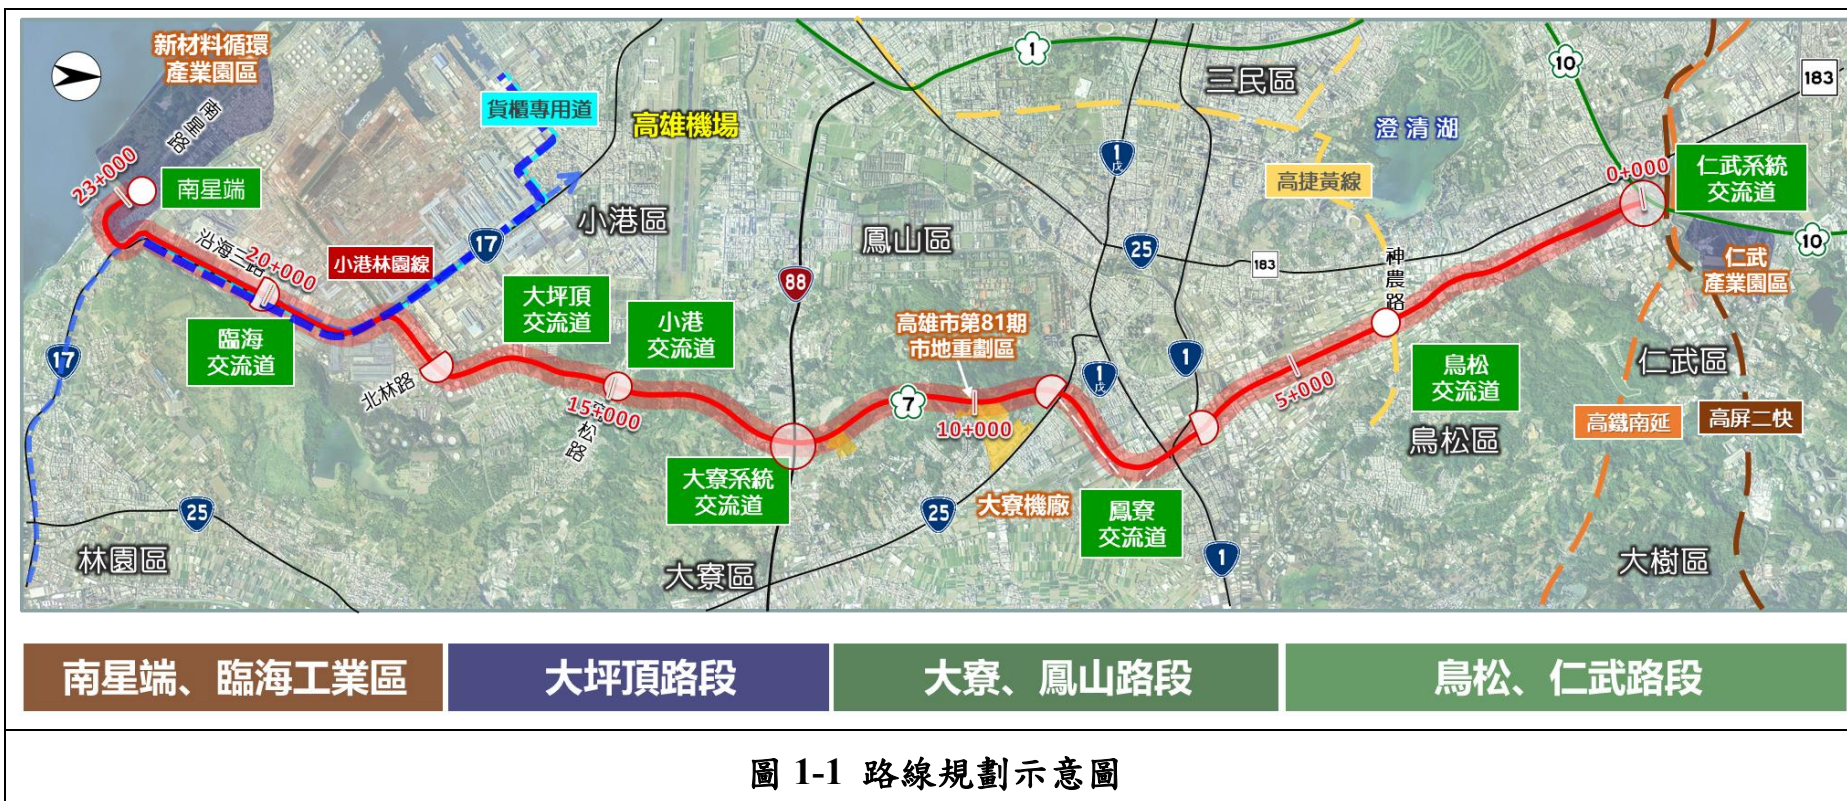 新材料循環
產業園區
南星路
23+000
南星端
貨櫃專用道
高雄機場
小港區
沿海三路
20+000
小港林園線
17
17
臨海
交流道
北林路
大坪頂
交流道
小港
交流道
15+000
松路
25
林園區
88
鳳山區
大寮系統
交流道
大寮區
高雄市第81期
市地重劃區
7
10+000
25
大寮機廠
1
三民區
1戊
25
183
1戊
1
鳳寮
交流道
1
高捷黃線
澄清湖
神農路
5+000
鳥松
交流道
鳥松區
10
183
0+000
仁武系統
交流道
10
仁武
產業園區
仁武區
高鐵南延
高屏二快
大樹區
南星端、臨海工業區
大坪頂路段
大寮、鳳山路段
鳥松、仁武路段
圖 1-1 路線規劃示意圖